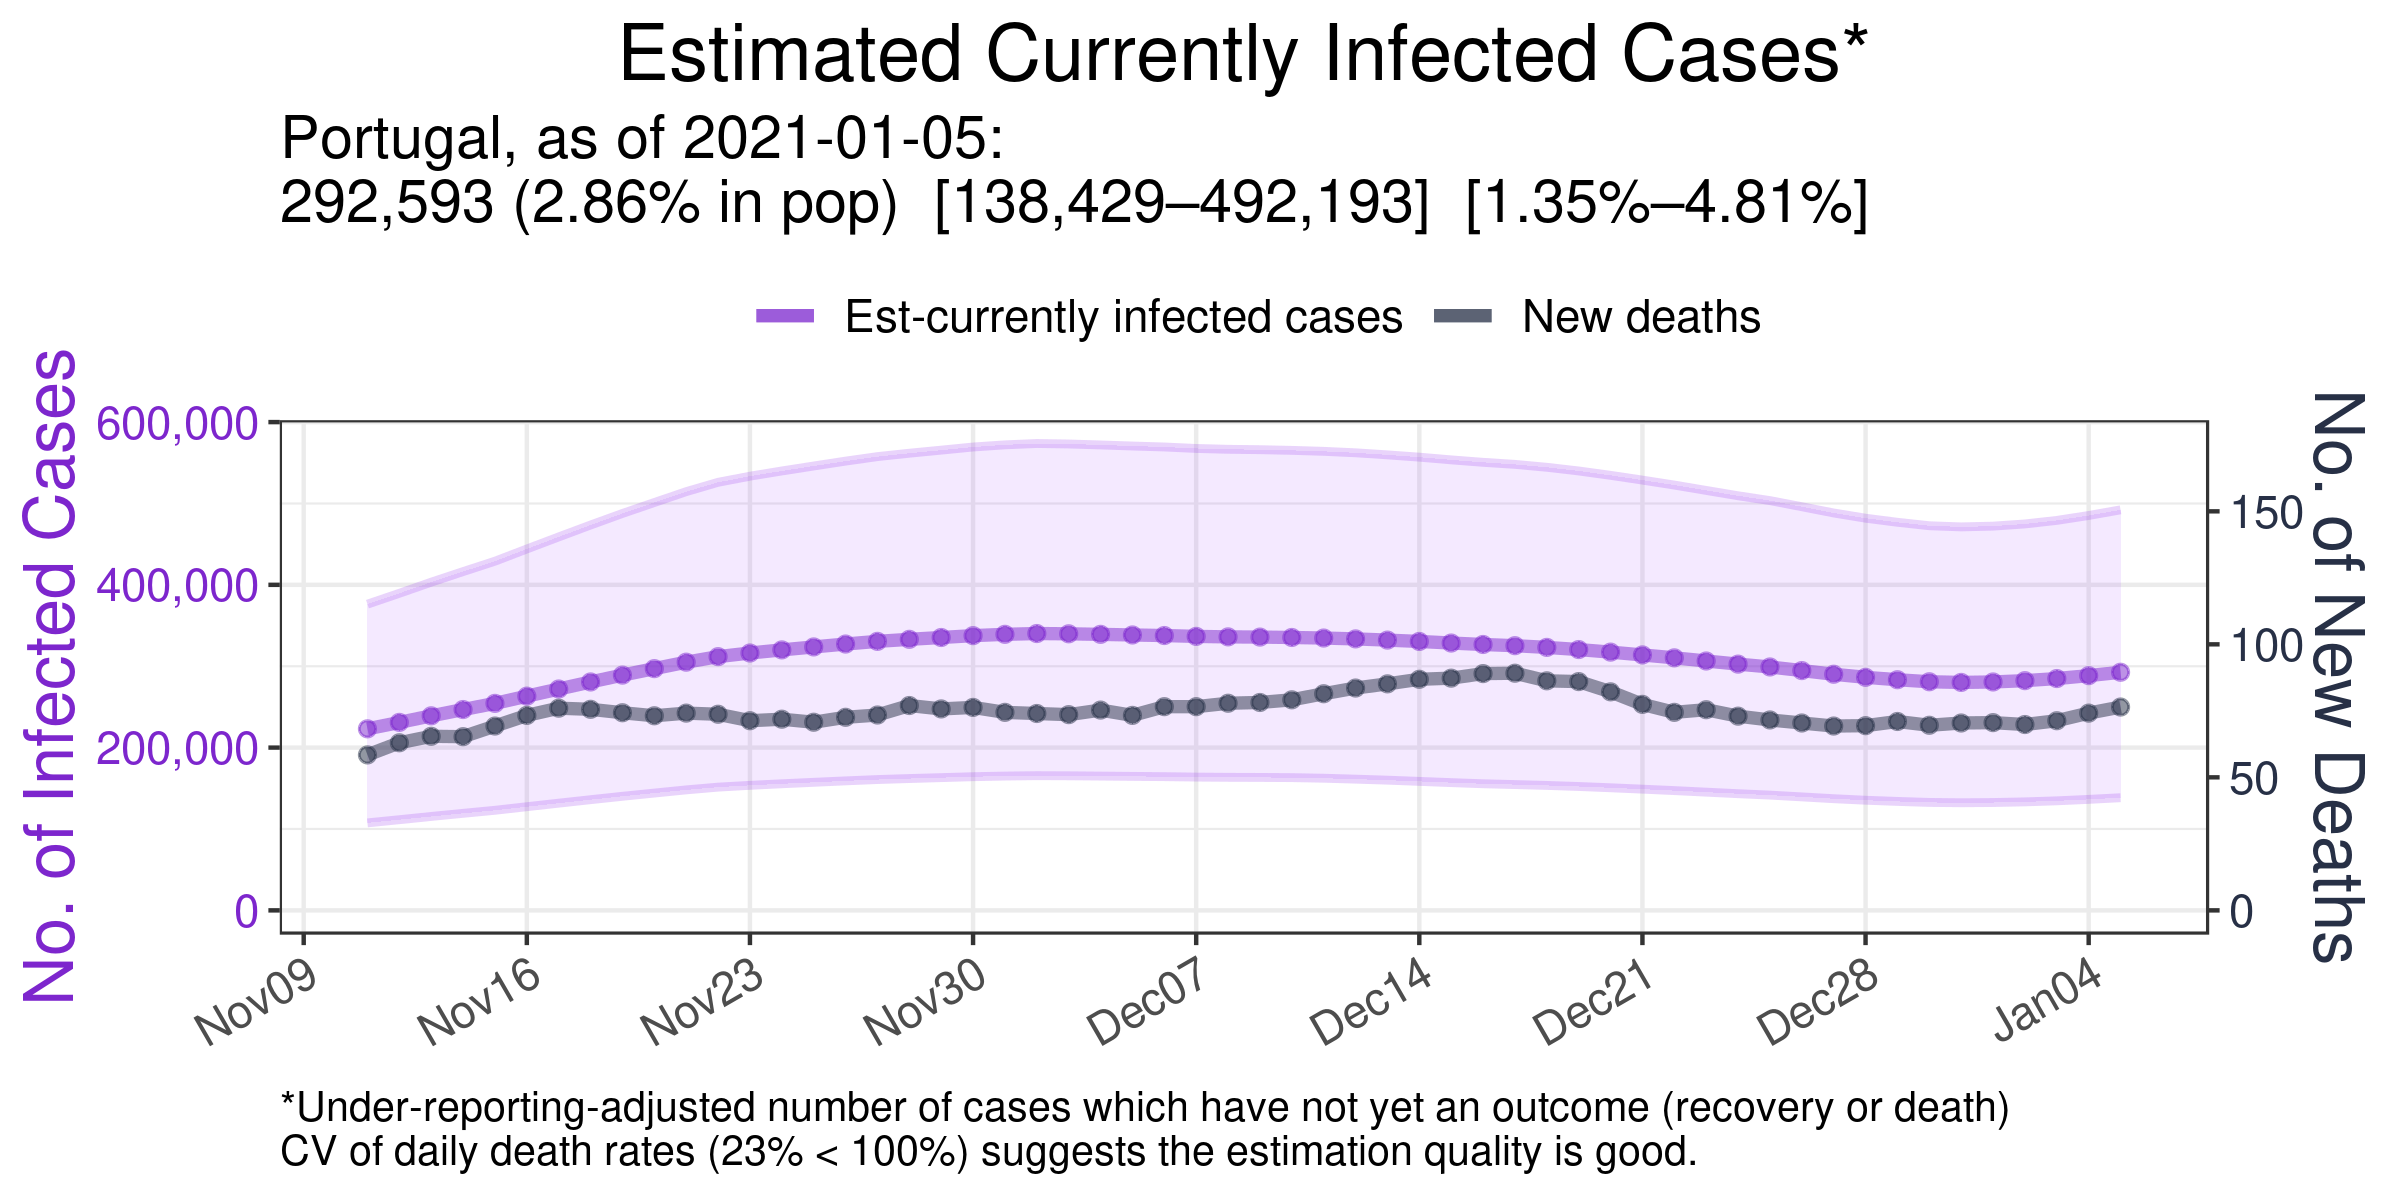 Estimated Currently Infected Cases*
Portugal, as of 2021-01-05:
292,593 (2.86% in pop)  [138,429–492,193]  [1.35%–4.81%]
Est-currently infected cases
New deaths
No. of Infected Cases
600,000
400,000
200,000
0
No. of New Deaths
150
100
50
0
Nov09
Nov16
Nov23
Nov30
Dec07
Dec14
Dec21
Dec28
Jan04
*Under-reporting-adjusted number of cases which have not yet an outcome (recovery or death)
CV of daily death rates (23% < 100%) suggests the estimation quality is good.